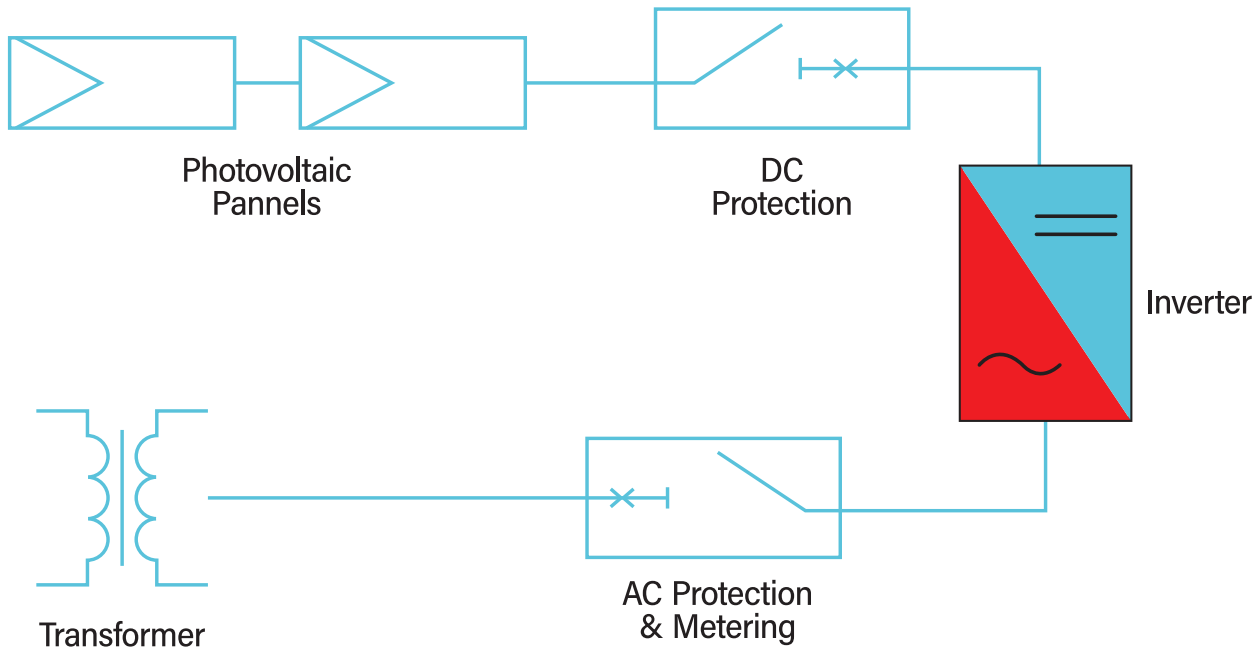 Photovoltaic
Pannels
DC
Protection
Inverter
AC Protection
& Metering
Transformer